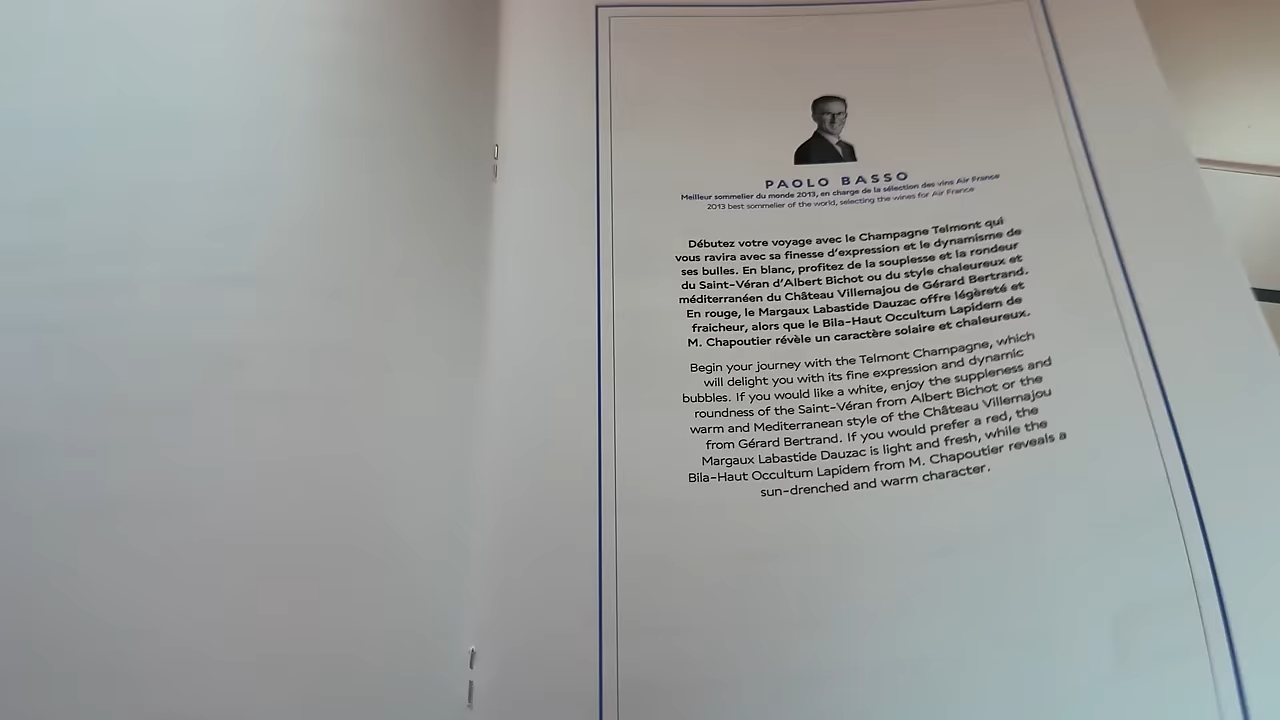 PAOLO BASSO
Meilleur sommelier du monde 2013, en charge de la sélection des vins Air France
2013 best sommelier of the world, selecting the wines for Air France
Débutez votre voyage avec le Champagne Telmont qui
vous ravira avec sa finesse d'expression et le dynamisme de
ses bulles. En blanc, profitez de la souplesse et la rondeur
du Saint-Véran d'Albert Bichot ou du style chaleureux et
méditerranéen du Château Villemajou de Gérard Bertrand.
En rouge, le Margaux Labastide Dauzac offre légèreté et
fraicheur, alors que le Bila-Haut Occultum Lapidem de
M. Chapoutier révèle un caractère solaire et chaleureux.
Begin your journey with the Telmont Champagne, which
will delight you with its fine expression and dynamic
bubbles. If you would like a white, enjoy the suppleness and
roundness of the Saint-Véran from Albert Bichot or the
warm and Mediterranean style of the Château Villemajou
from Gérard Bertrand. If you would prefer a red, the
Margaux Labastide Dauzac is light and fresh, while the
Bila-Haut Occultum Lapidem from M. Chapoutier reveals a
sun-drenched and warm character.